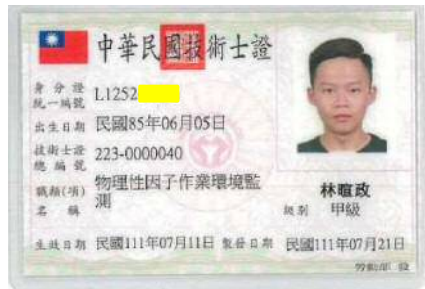 中華民國技術士證
身分證
統一編號 L1252
出生日期 民國85年06月05日
技術士證
總編號 223-0000040
職類(項)
名稱 物理性因子作業環境監
測
林暄政
級別 甲級
生效日期 民國111年07月11日 製發日期 民國111年07月21日
勞動部 發